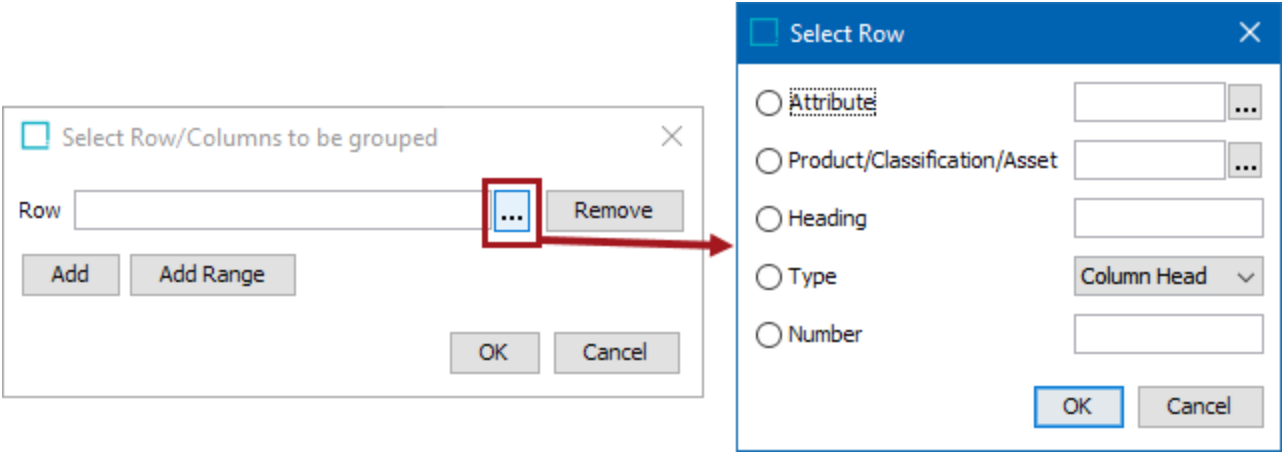 Select Row/Columns to be grouped
Row ... Remove
Add Add Range
OK Cancel
Select Row
Attribute ...
Product/Classification/Asset ...
Heading
Type Column Head
Number
OK Cancel